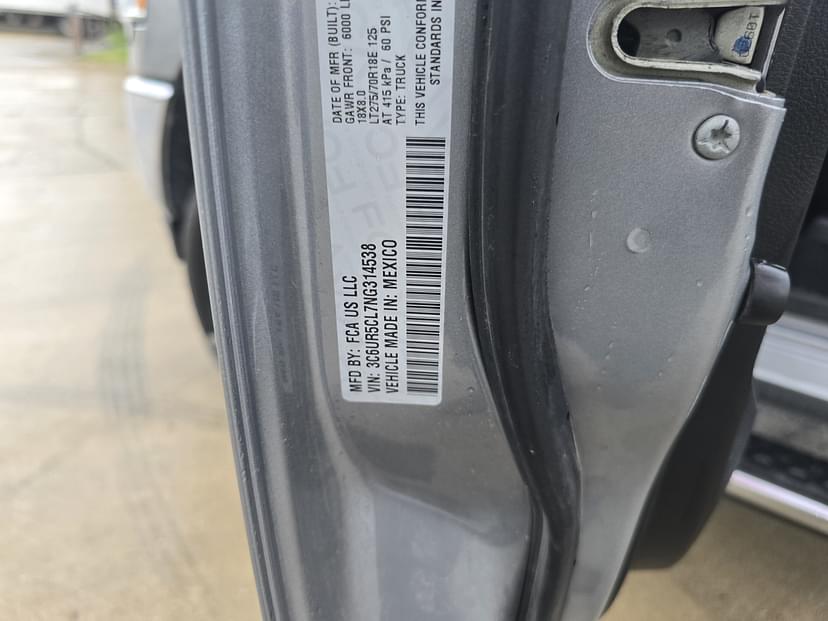 MFD BY: FCA US LLC
VIN: 3C6UR5CL7NG314538
VEHICLE MADE IN: MEXICO
DATE OF MFR (BUILT):
GAWR FRONT: 6000
18X8.0
LT275/70R18E 125
AT 415 kPa / 60 PSI
TYPE: TRUCK
THIS VEHICLE CONFOR
STANDARDS IN